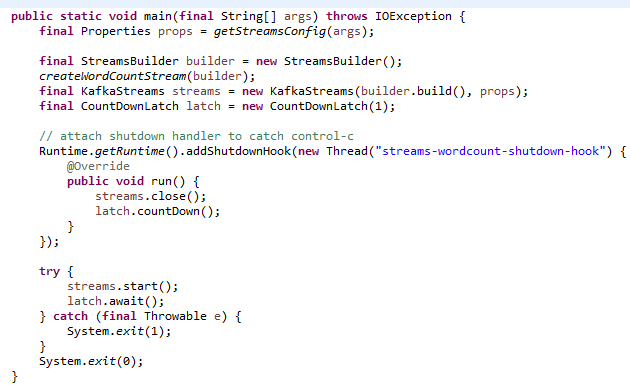 public static void main(final String[] args) throws IOException {
    final Properties props = getStreamsConfig(args);

    final StreamsBuilder builder = new StreamsBuilder();
    createWordCountStream(builder);
    final KafkaStreams streams = new KafkaStreams(builder.build(), props);
    final CountDownLatch latch = new CountDownLatch(1);

    // attach shutdown handler to catch control-c
    Runtime.getRuntime().addShutdownHook(new Thread("streams-wordcount-shutdown-hook") {
        @Override
        public void run() {
            streams.close();
            latch.countDown();
        }
    });

    try {
        streams.start();
        latch.await();
    } catch (final Throwable e) {
        System.exit(1);
    }
    System.exit(0);
}